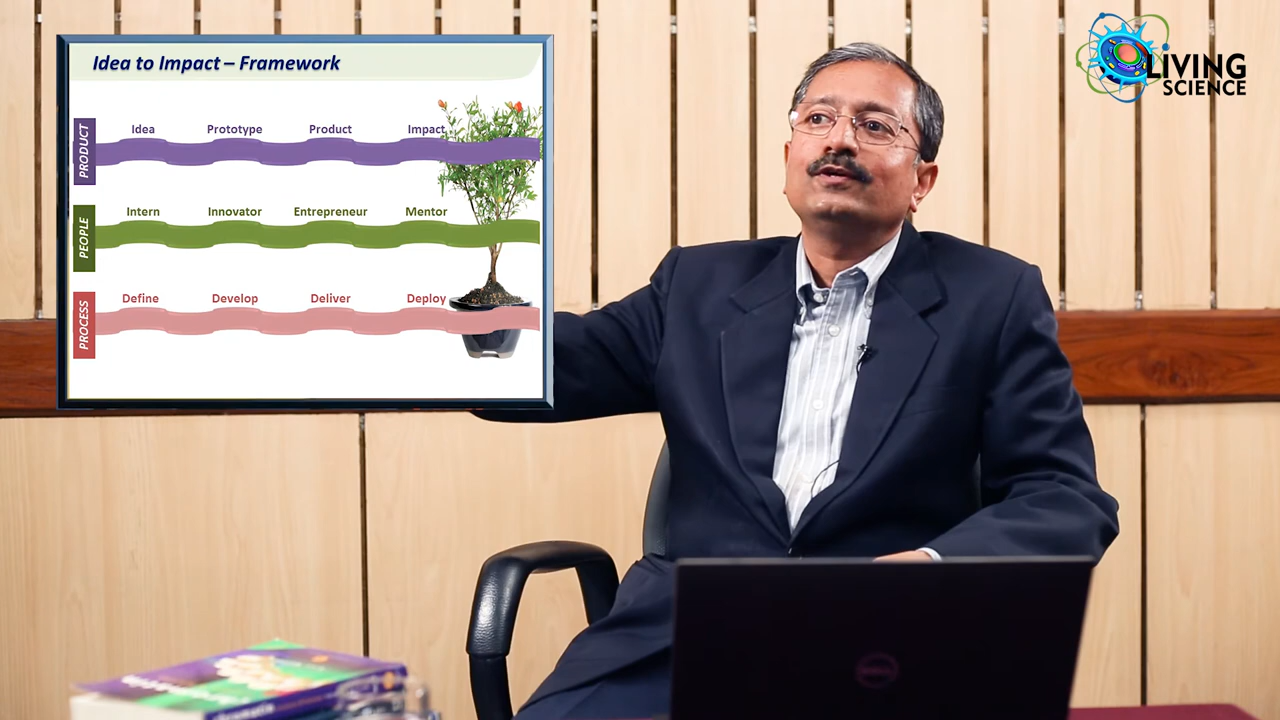 Idea to Impact – Framework
PRODUCT
Idea Prototype Product Impact
PEOPLE
Intern Innovator Entrepreneur Mentor
PROCESS
Define Develop Deliver Deploy
LIVING
SCIENCE
DELL